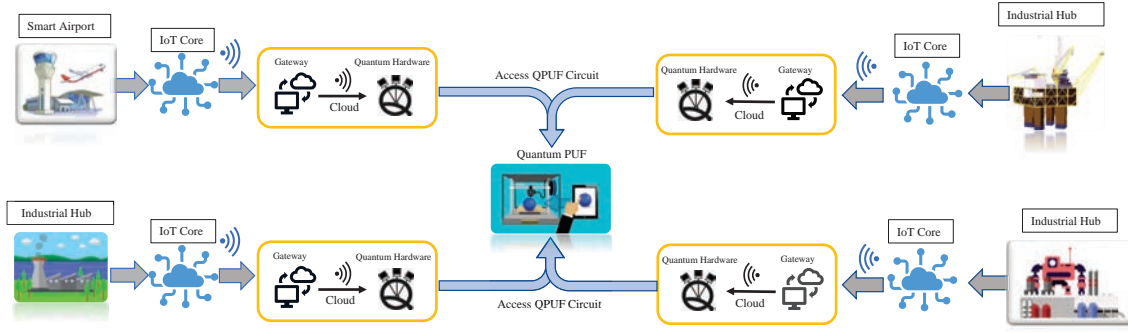 Smart Airport
IoT Core
Gateway
Quantum Hardware
Cloud
Access QPUF Circuit
Quantum Hardware
Gateway
Cloud
IoT Core
Industrial Hub
Quantum PUF
Industrial Hub
IoT Core
Gateway
Quantum Hardware
Cloud
Access QPUF Circuit
Quantum Hardware
Gateway
Cloud
IoT Core
Industrial Hub